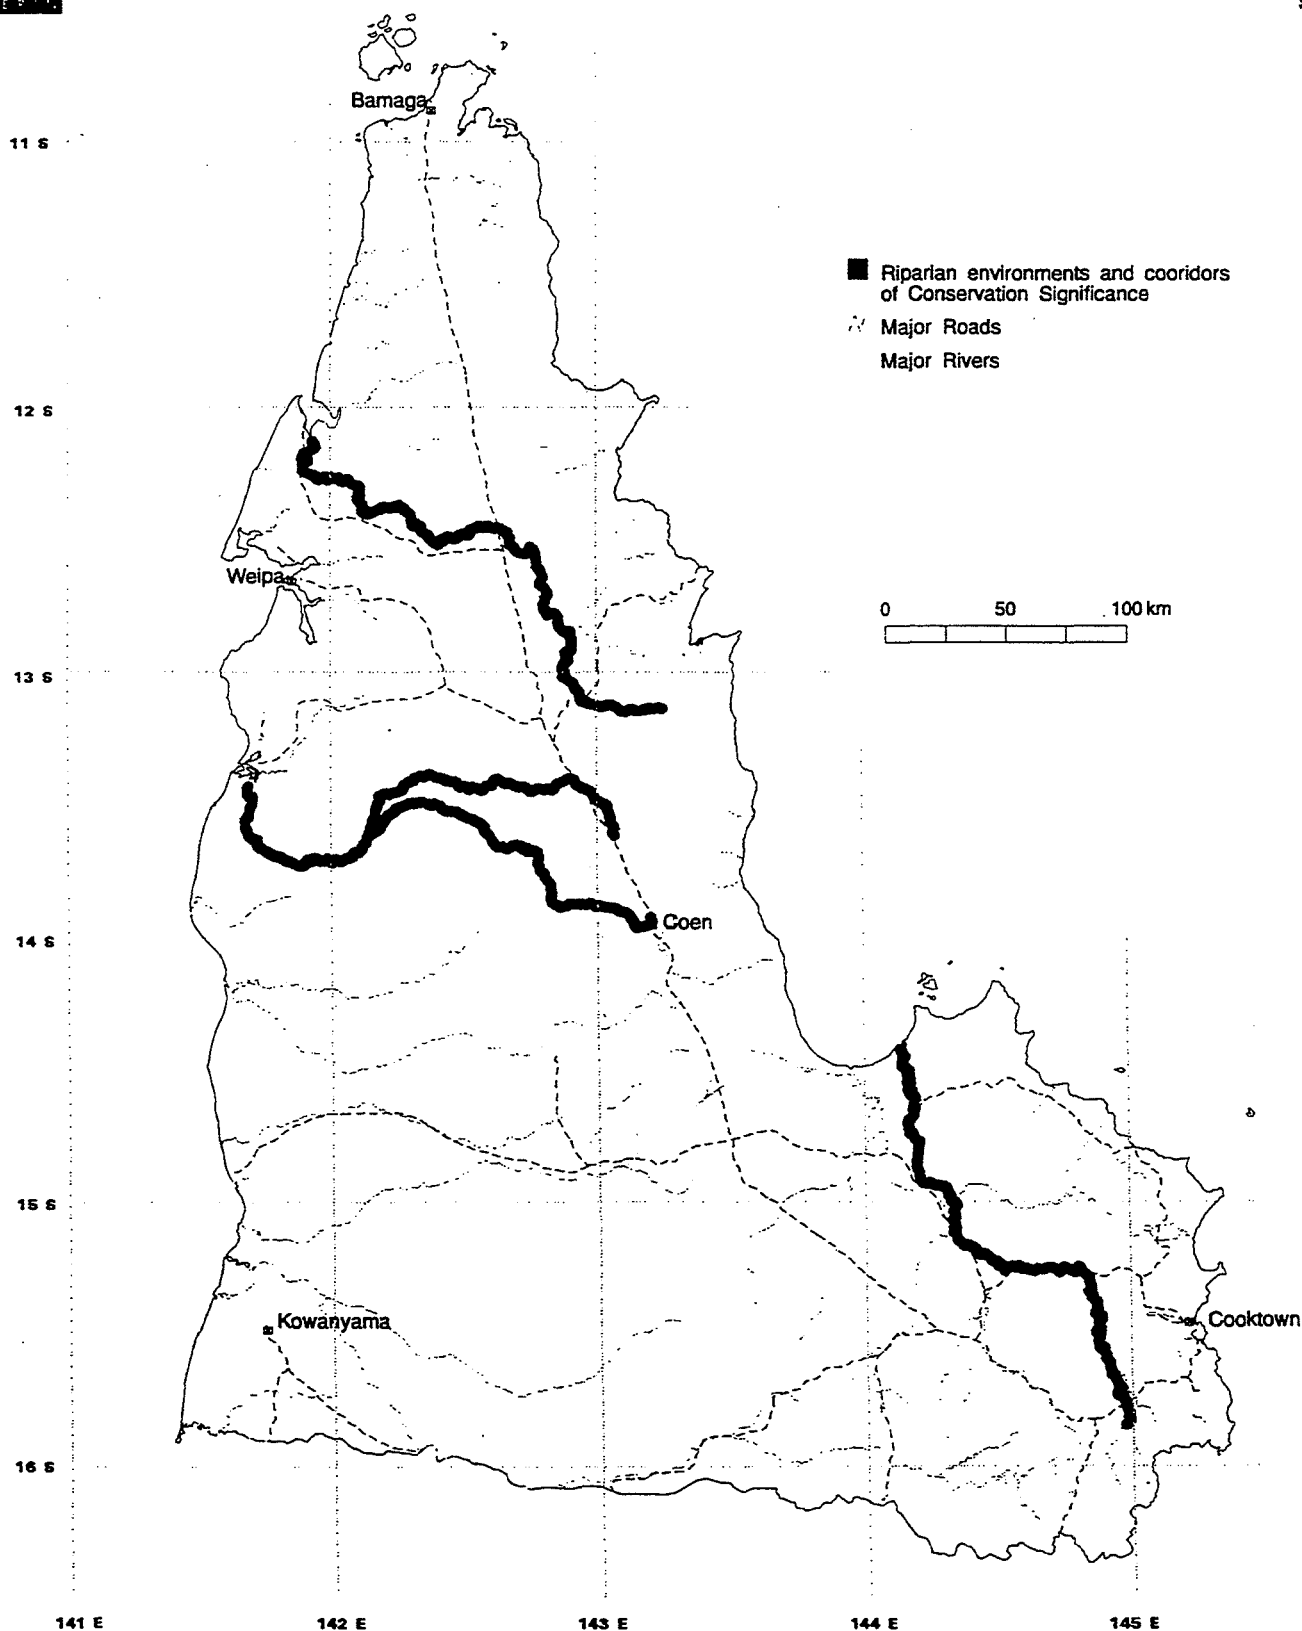 Bamaga
11 S
Riparian environments and cooridors
of Conservation Significance
Major Roads
Major Rivers
12 S
Weipa
0 50 100 km
13 S
Coen
14 S
15 S
Kowanyama
Cooktown
16 S
141 E 142 E 143 E 144 E 145 E